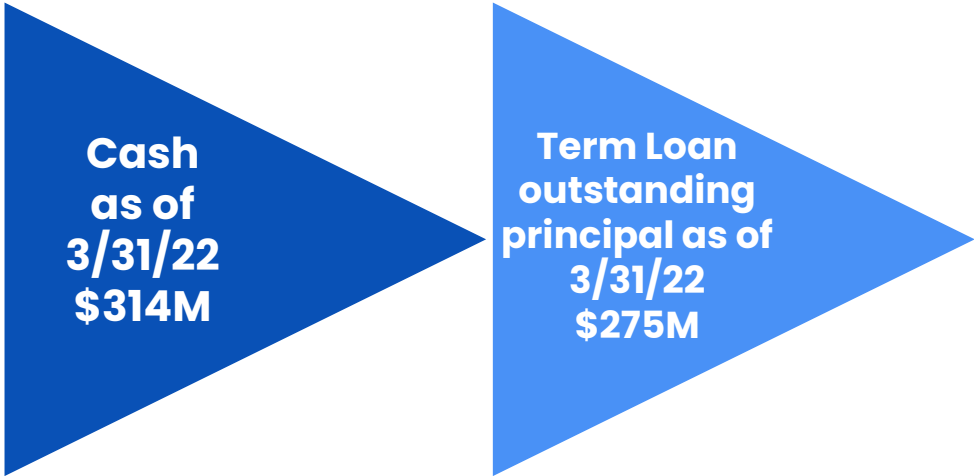 Cash
as of
3/31/22
$314M
Term Loan
outstanding
principal as of
3/31/22
$275M